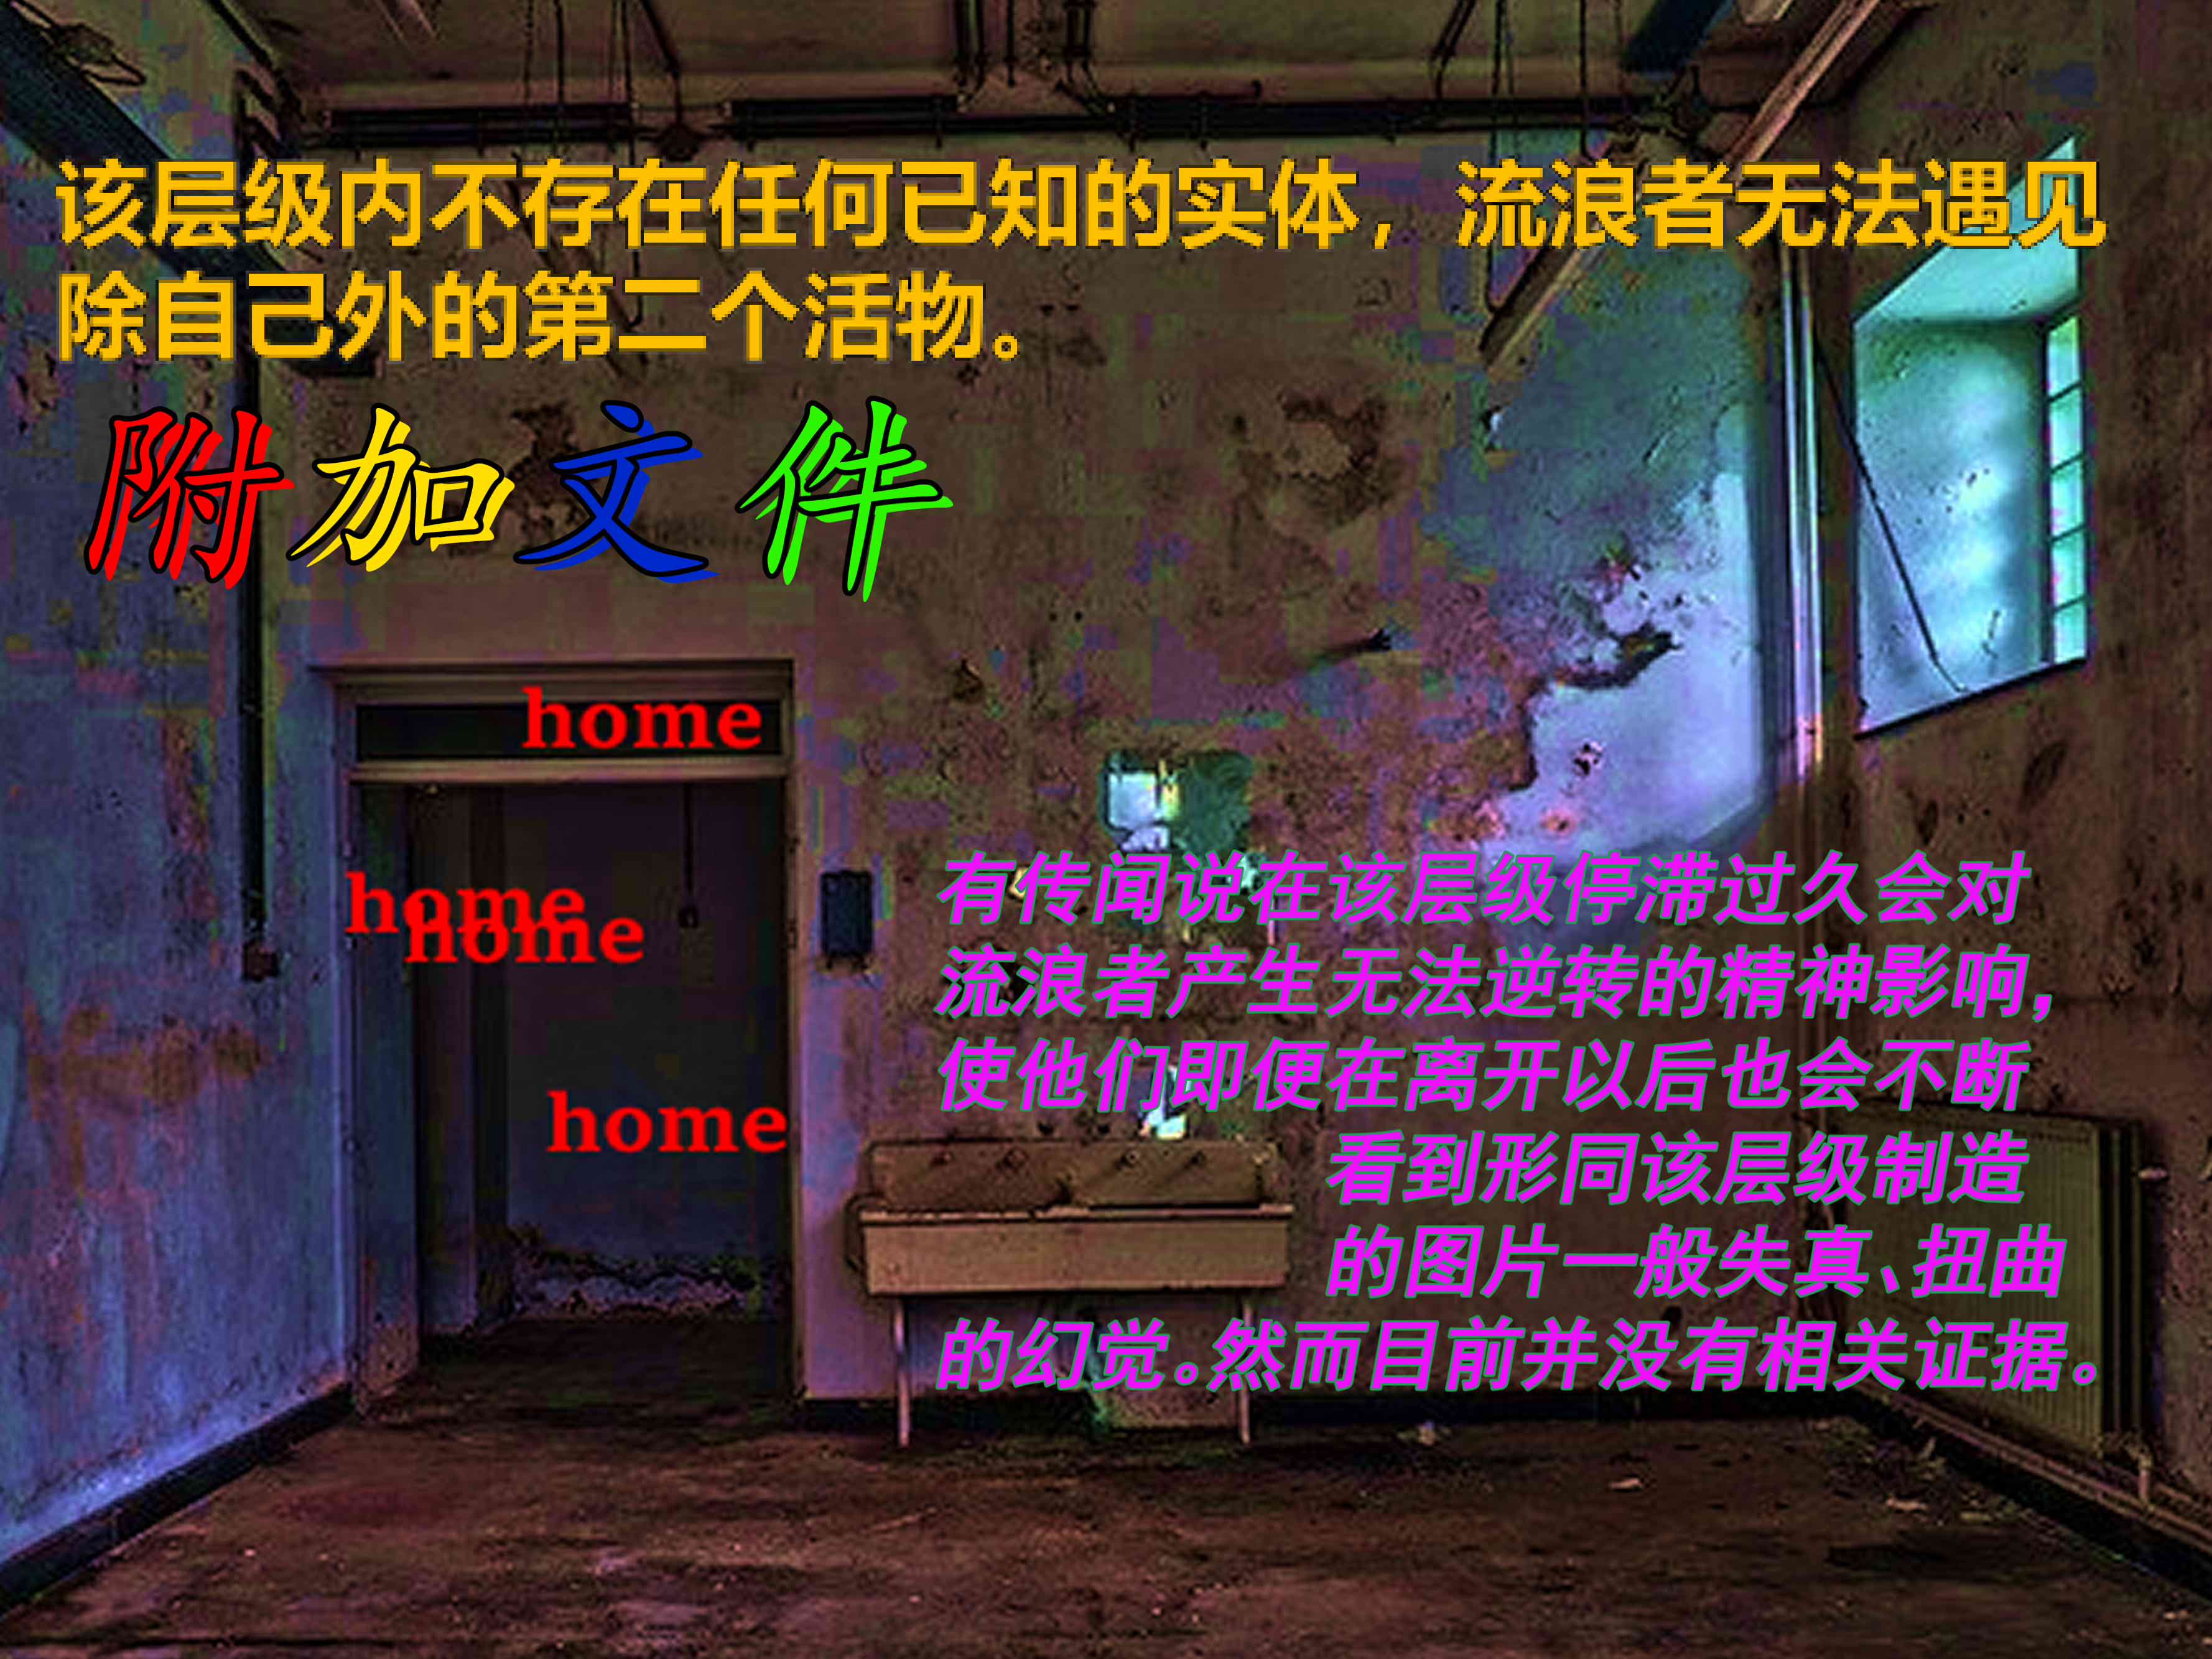 该层级内不存在任何已知的实体，流浪者无法遇见
除自己外的第二个活物。
附加文件
home
home
home
home
有传闻说在该层级停滞过久会对
流浪者产生无法逆转的精神影响，
使他们即便在离开以后也会不断
看到形同该层级制造
的图片一般失真、扭曲
的幻觉。然而目前并没有相关证据。